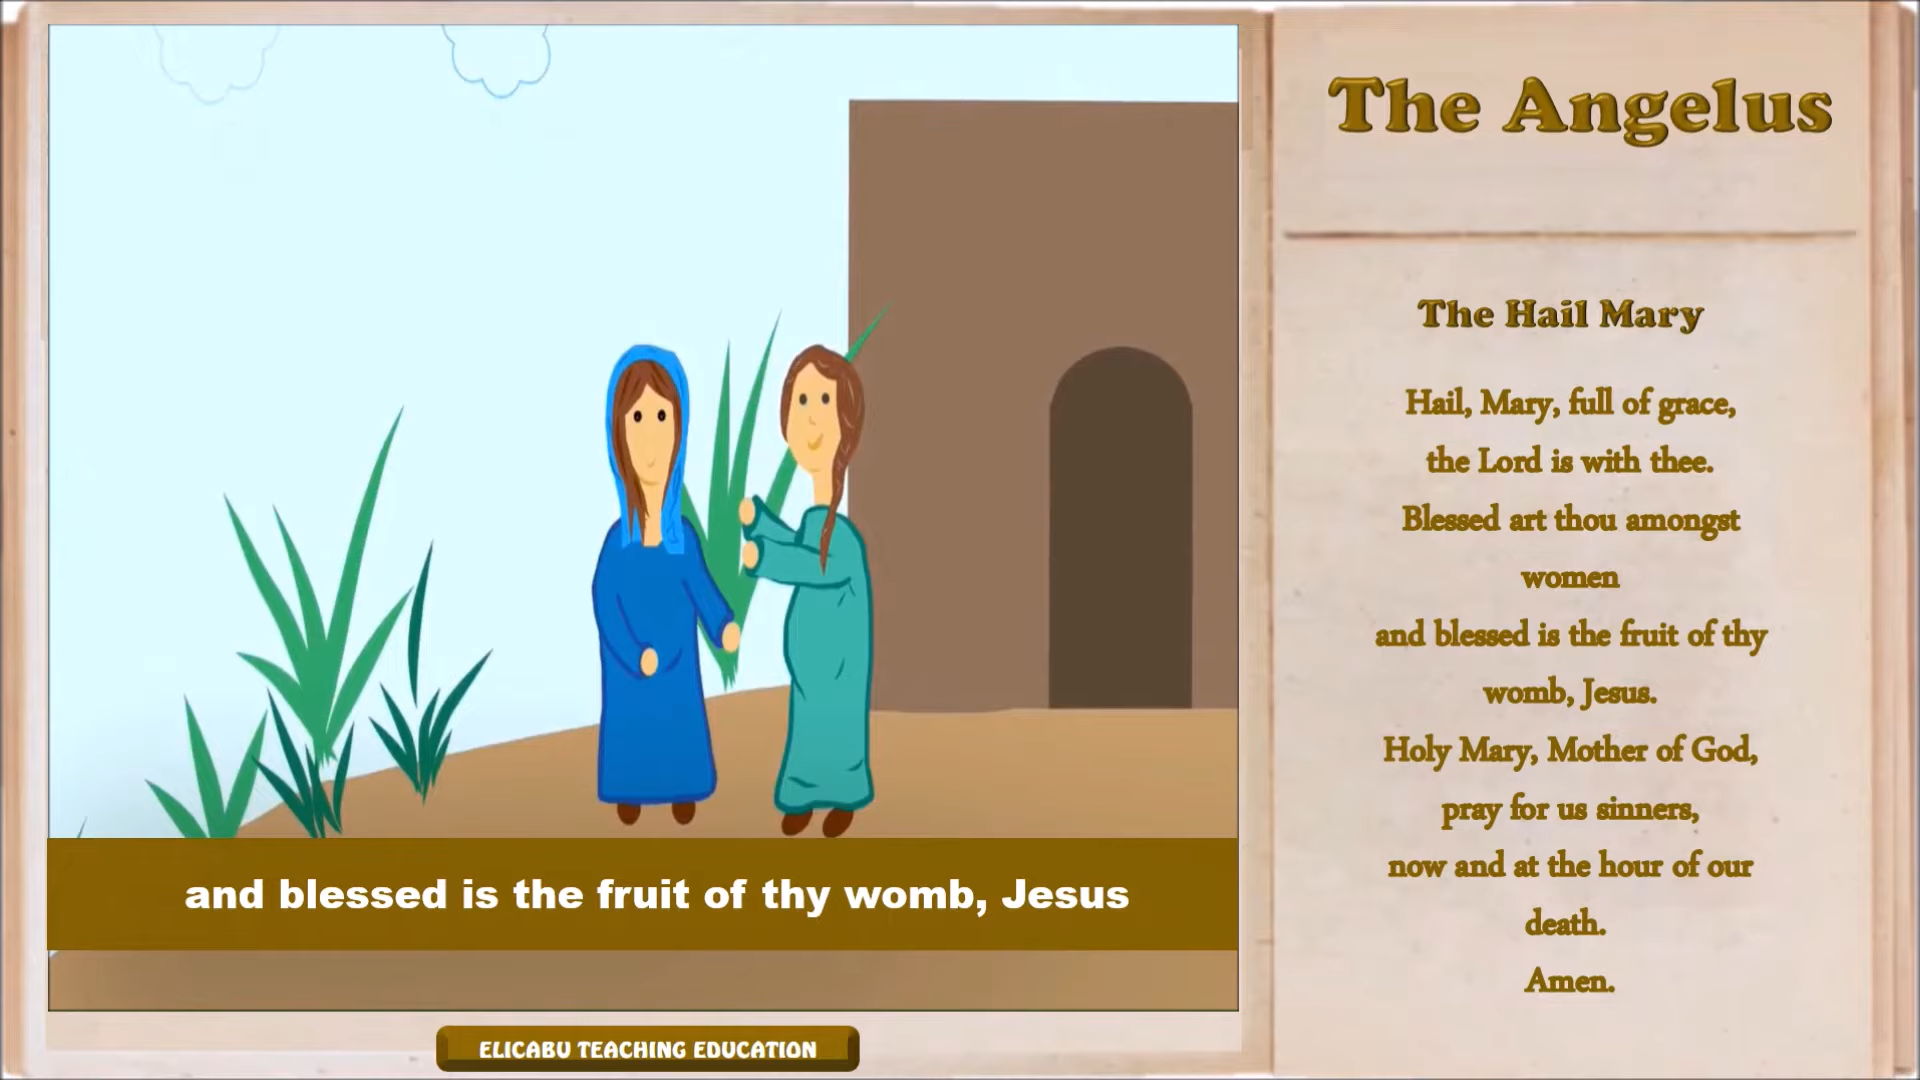 The Angelus
The Hail Mary
Hail, Mary, full of grace,
the Lord is with thee.
Blessed art thou amongst
women
and blessed is the fruit of thy
womb, Jesus.
Holy Mary, Mother of God,
pray for us sinners,
now and at the hour of our
death.
Amen.
and blessed is the fruit of thy womb, Jesus
ELICABU TEACHING EDUCATION